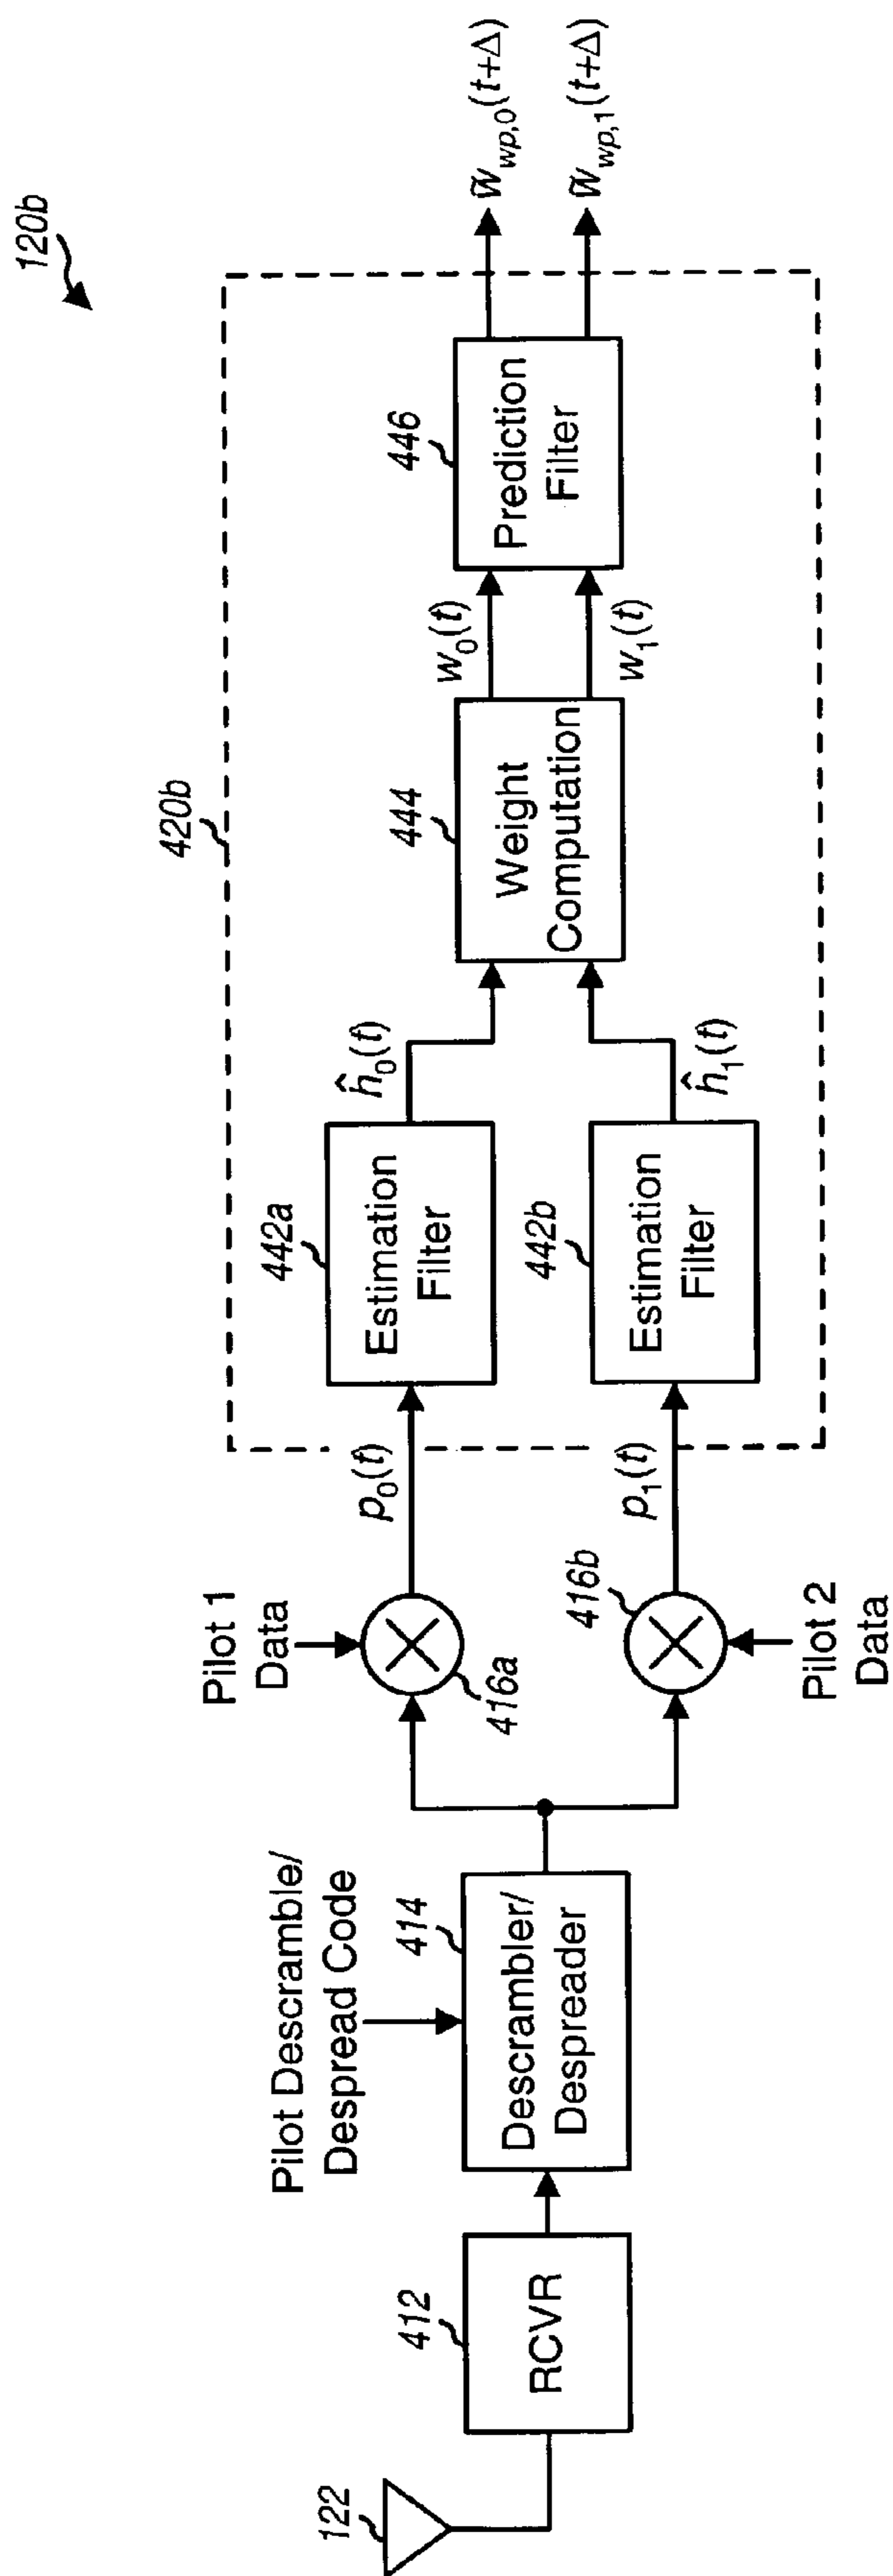 120b
122
412
RCVR
Pilot Descramble/
Despread Code
414
Descrambler/
Despreader
Pilot 1
Data
416a
416b
Pilot 2
Data
p₀(t)
p₁(t)
420b
442a
Estimation
Filter
442b
Estimation
Filter
ĥ₀(t)
ĥ₁(t)
444
Weight
Computation
w₀(t)
w₁(t)
446
Prediction
Filter
w̃wp,0(t+Δ)
w̃wp,1(t+Δ)